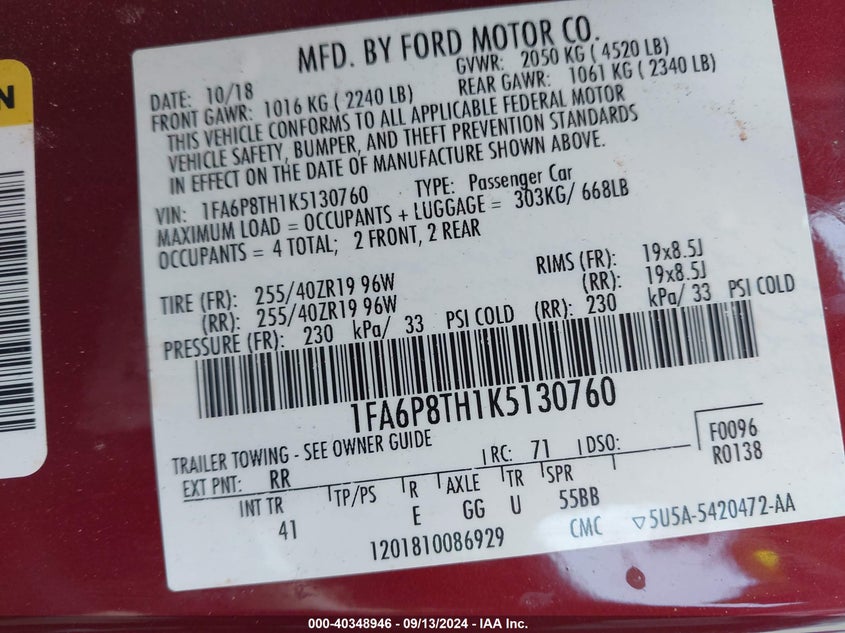 N
MFD. BY FORD MOTOR CO.
DATE: 10/18 GVWR: 2050 KG ( 4520 LB)
FRONT GAWR: 1016 KG ( 2240 LB) REAR GAWR: 1061 KG ( 2340 LB)
THIS VEHICLE CONFORMS TO ALL APPLICABLE FEDERAL MOTOR
VEHICLE SAFETY, BUMPER, AND THEFT PREVENTION STANDARDS
IN EFFECT ON THE DATE OF MANUFACTURE SHOWN ABOVE.
VIN: 1FA6P8TH1K5130760 TYPE: Passenger Car
MAXIMUM LOAD = OCCUPANTS + LUGGAGE = 303KG/ 668LB
OCCUPANTS = 4 TOTAL; 2 FRONT, 2 REAR
TIRE (FR): 255/40ZR19 96W RIMS (FR): 19x8.5J
(RR): 255/40ZR19 96W (RR): 19x8.5J
PRESSURE (FR): 230 kPa/ 33 PSI COLD (RR): 230 kPa/ 33 PSI COLD
1FA6P8TH1K5130760
TRAILER TOWING - SEE OWNER GUIDE
EXT PNT: RR RC: 71 DSO: F0096
R0138
INT TR TP/PS R AXLE TR SPR
41 E GG U 55BB
1201810086929 CMC 5U5A-5420472-AA
000-40348946 - 09/13/2024 - IAA Inc.